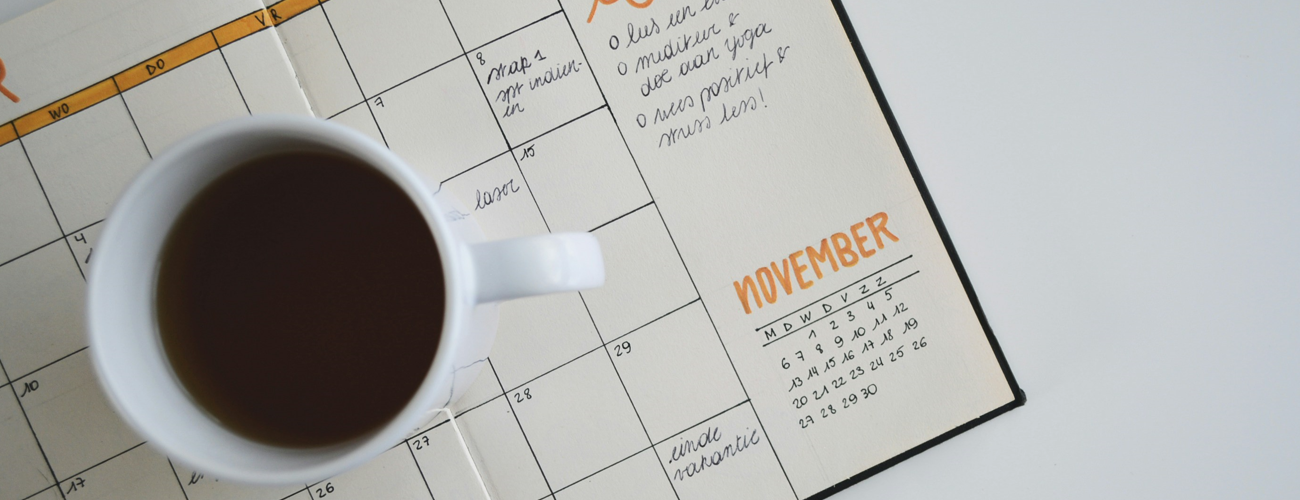 WO
DO
VR
4
10
17
26
27
7
8
stap 1
spt indien-
en
laser
15
28
29
einde
vakantie
o lees een
o mediteer &
doe aan yoga
o wees positief &
stress less!
NOVEMBER
M D W D V Z Z
1 2 3 4 5
6 7 8 9 10 11 12
13 14 15 16 17 18 19
20 21 22 23 24 25 26
27 28 29 30